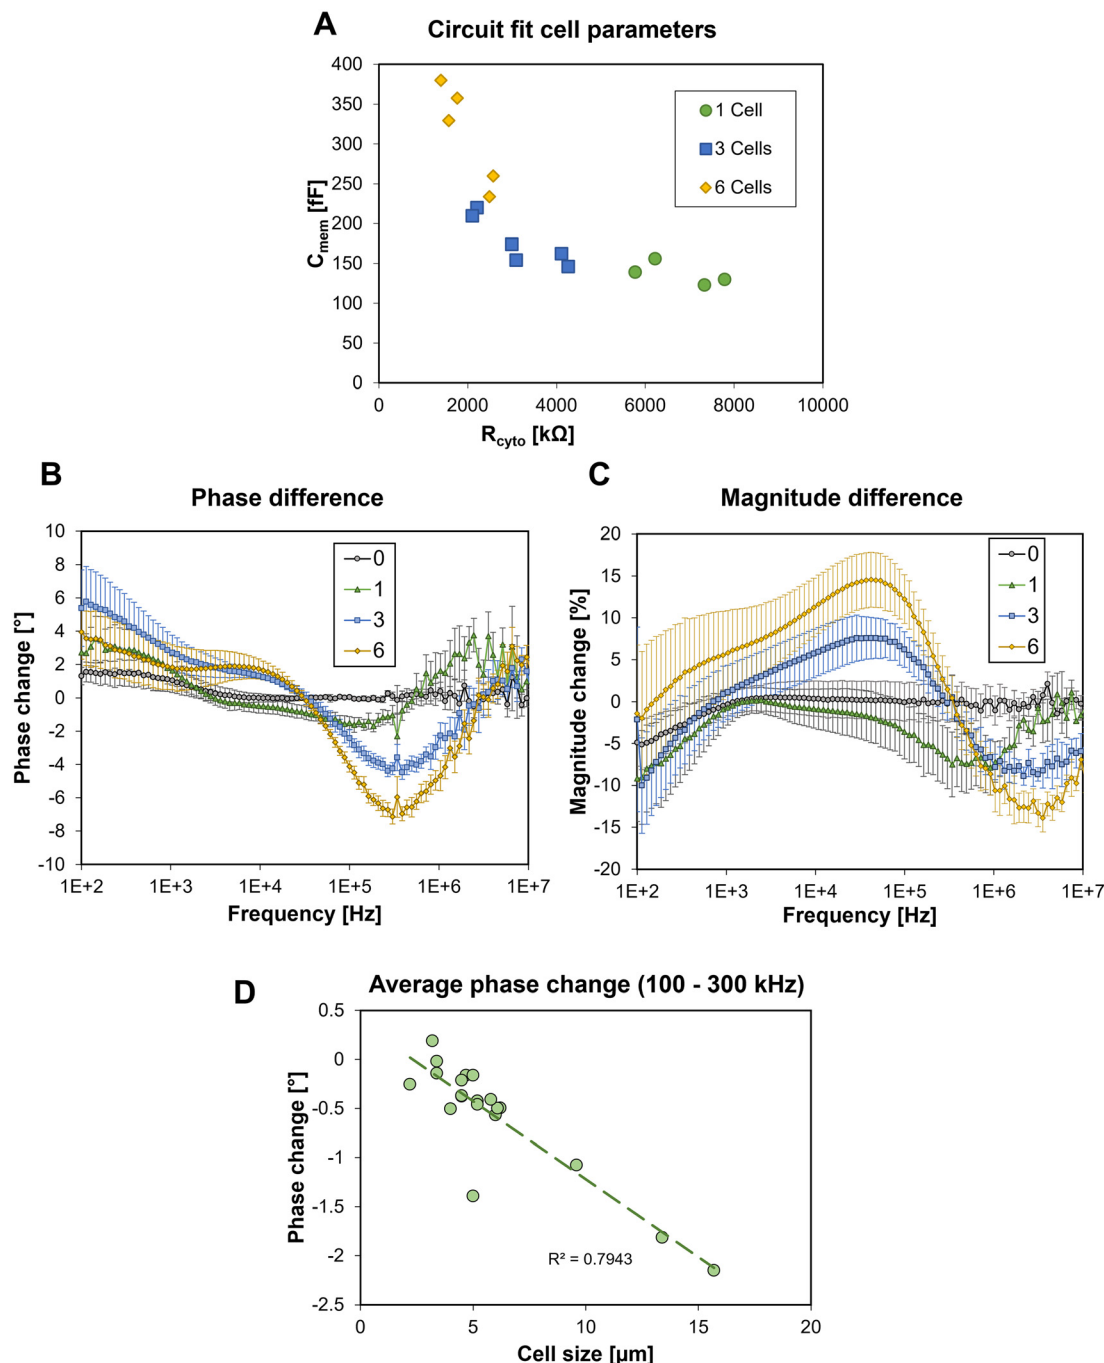 A
Circuit fit cell parameters
400
350
300
250
200
150
100
50
0
C_mem [fF]
1 Cell
3 Cells
6 Cells
0 2000 4000 6000 8000 10000
R_cyto [kΩ]
B
Phase difference
10
8
6
4
2
0
-2
-4
-6
-8
-10
Phase change [°]
0
1
3
6
1E+2 1E+3 1E+4 1E+5 1E+6 1E+7
Frequency [Hz]
C
Magnitude difference
20
15
10
5
0
-5
-10
-15
-20
Magnitude change [%]
0
1
3
6
1E+2 1E+3 1E+4 1E+5 1E+6 1E+7
Frequency [Hz]
D
Average phase change (100 - 300 kHz)
0.5
0
-0.5
-1
-1.5
-2
-2.5
Phase change [°]
R² = 0.7943
0 5 10 15 20
Cell size [µm]